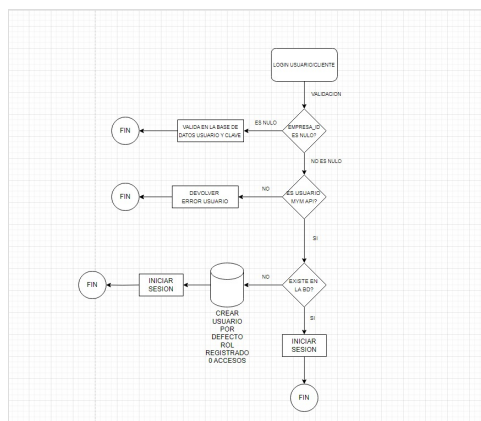 LOGIN USUARIO/CLIENTE
VALIDACION
EMPRESA_ID
ES NULO?
ES NULO
VALIDA EN LA BASE DE
DATOS USUARIO Y CLAVE
FIN
NO ES NULO
ES USUARIO
MYM API?
NO
DEVOLVER
ERROR USUARIO
FIN
SI
EXISTE EN
LA BD?
NO
CREAR
USUARIO
POR
DEFECTO
ROL
REGISTRADO
0 ACCESOS
INICIAR
SESION
FIN
SI
INICIAR
SESION
FIN